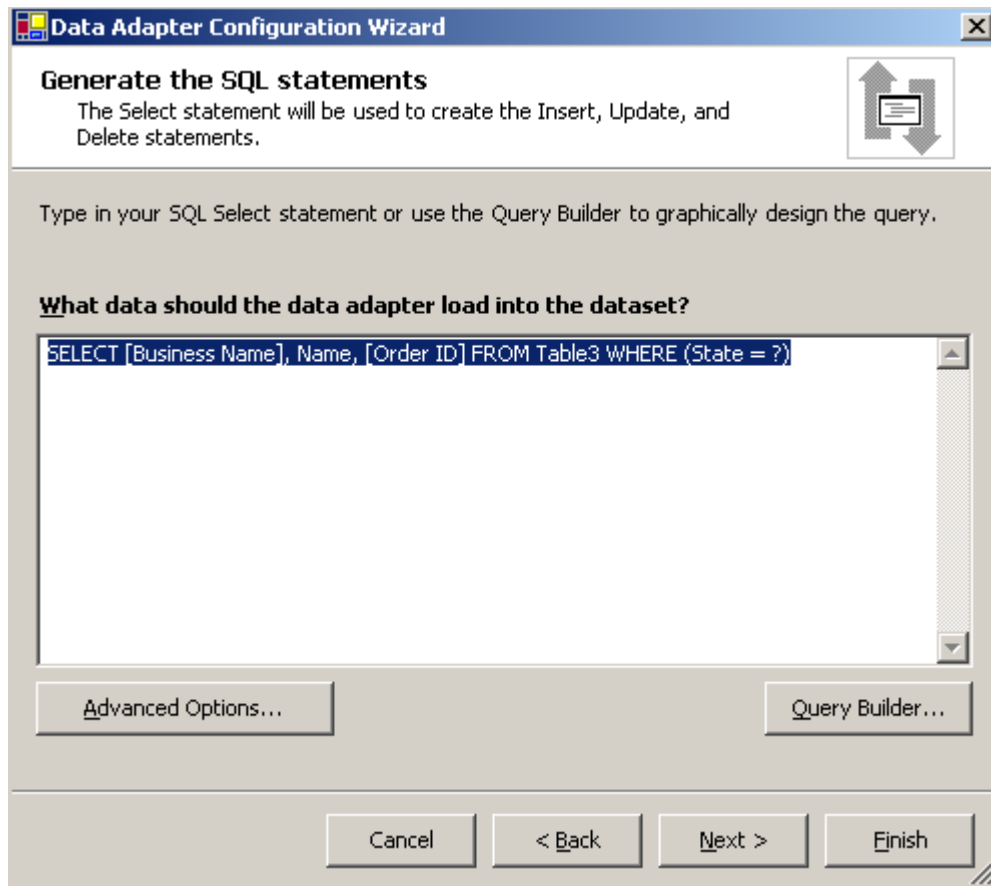 Data Adapter Configuration Wizard
Generate the SQL statements
The Select statement will be used to create the Insert, Update, and
Delete statements.
Type in your SQL Select statement or use the Query Builder to graphically design the query.
What data should the data adapter load into the dataset?
SELECT [Business Name], Name, [Order ID] FROM Table3 WHERE (State = ?)
Advanced Options... Query Builder...
Cancel < Back Next > Finish